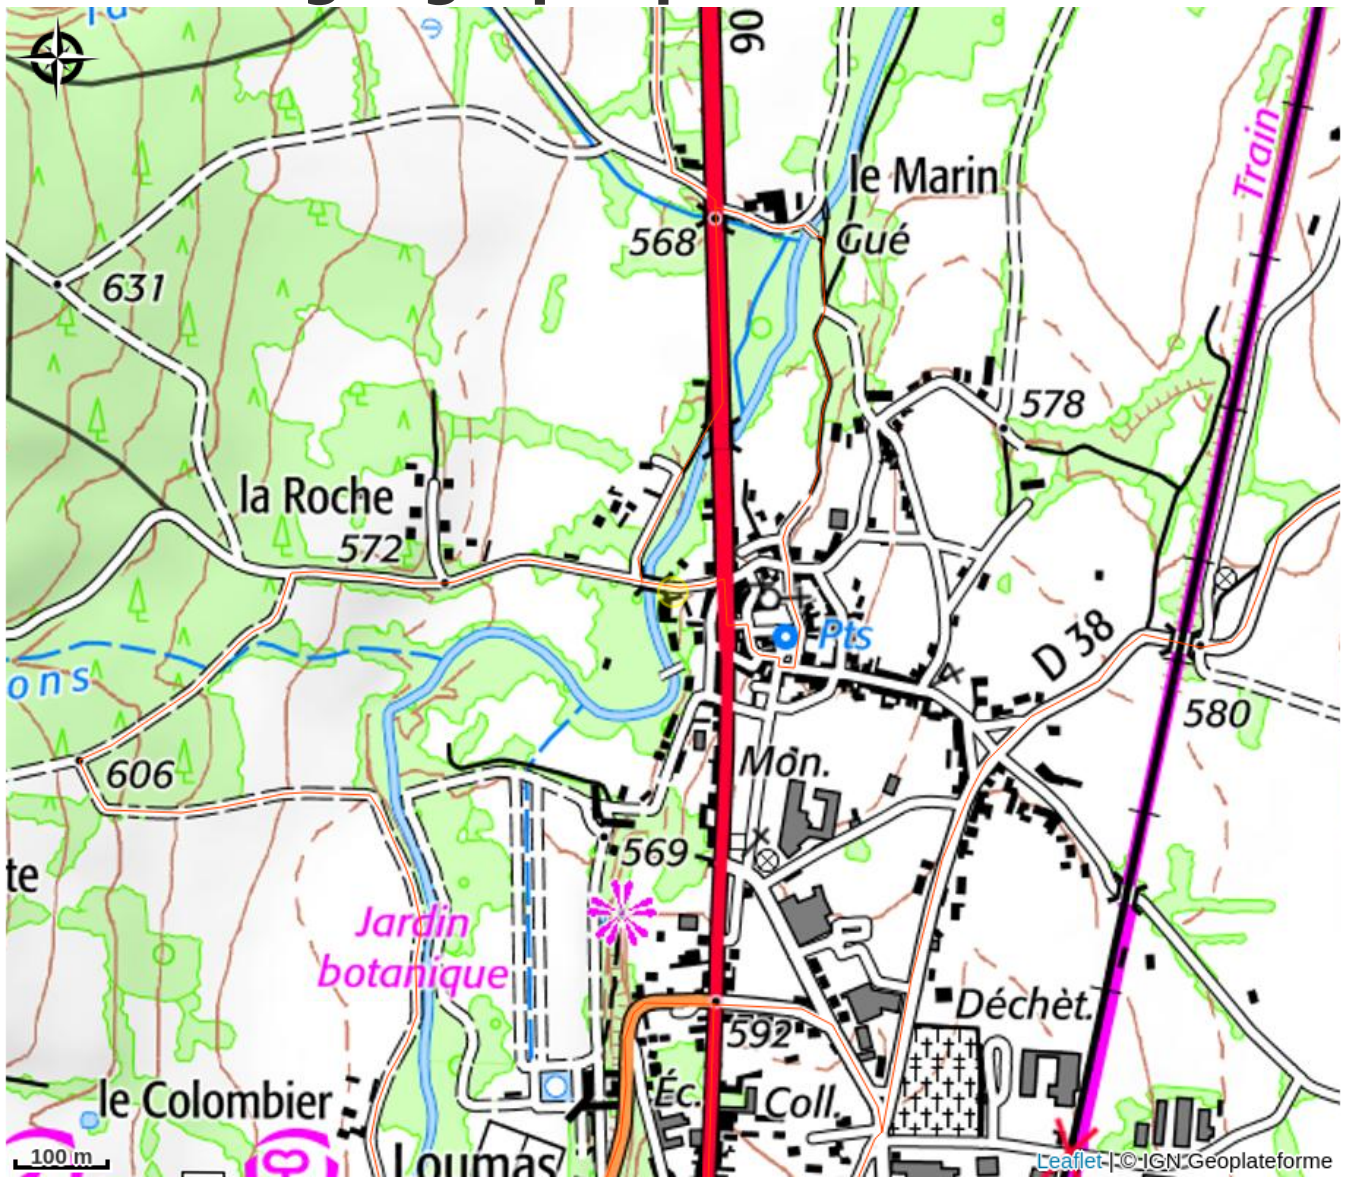 90
le Marin
Train
Gué
568
631
578
la Roche
572
Pts
D 38
ons
580
606
Mon.
569
te
Jardin
botanique
Déchèt.
592
Éc.
Coll.
le Colombier
Loumas
100 m
Leaflet | © IGN Geoplateforme